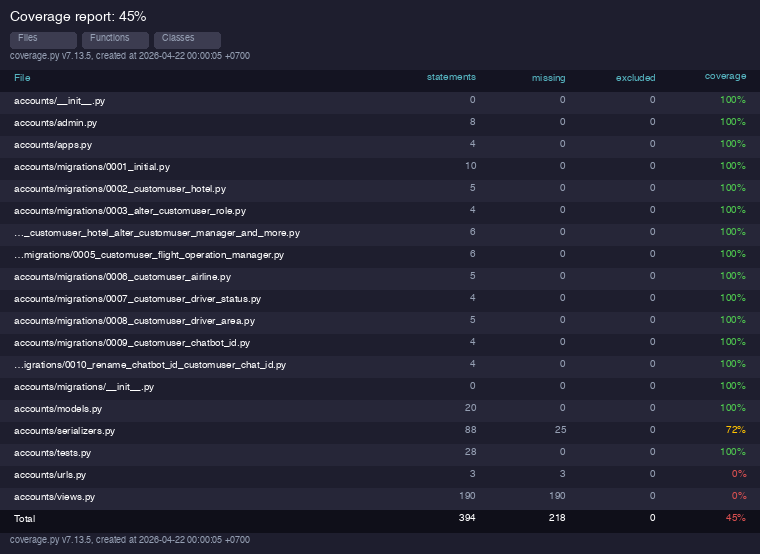 Coverage report: 45%
Files Functions Classes
coverage.py v7.13.5, created at 2026-04-22 00:00:05 +0700
File statements missing excluded coverage
accounts/__init__.py 0 0 0 100%
accounts/admin.py 8 0 0 100%
accounts/apps.py 4 0 0 100%
accounts/migrations/0001_initial.py 10 0 0 100%
accounts/migrations/0002_customuser_hotel.py 5 0 0 100%
accounts/migrations/0003_alter_customuser_role.py 4 0 0 100%
…_customuser_hotel_alter_customuser_manager_and_more.py 6 0 0 100%
…migrations/0005_customuser_flight_operation_manager.py 6 0 0 100%
accounts/migrations/0006_customuser_airline.py 5 0 0 100%
accounts/migrations/0007_customuser_driver_status.py 4 0 0 100%
accounts/migrations/0008_customuser_driver_area.py 5 0 0 100%
accounts/migrations/0009_customuser_chatbot_id.py 4 0 0 100%
…igrations/0010_rename_chatbot_id_customuser_chat_id.py 4 0 0 100%
accounts/migrations/__init__.py 0 0 0 100%
accounts/models.py 20 0 0 100%
accounts/serializers.py 88 25 0 72%
accounts/tests.py 28 0 0 100%
accounts/urls.py 3 3 0 0%
accounts/views.py 190 190 0 0%
Total 394 218 0 45%
coverage.py v7.13.5, created at 2026-04-22 00:00:05 +0700